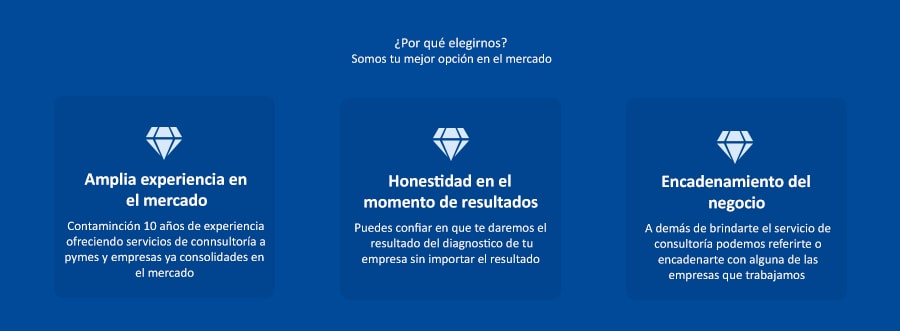 ¿Por qué elegirnos?
Somos tu mejor opción en el mercado
Amplia experiencia en
el mercado
Contaminción 10 años de experiencia
ofreciendo servicios de connsultoría a
pymes y empresas ya consolidades en
el mercado
Honestidad en el
momento de resultados
Puedes confiar en que te daremos el
resultado del diagnostico de tu
empresa sin importar el resultado
Encadenamiento del
negocio
A demás de brindarte el servicio de
consultoría podemos referirte o
encadenarte con alguna de las
empresas que trabajamos